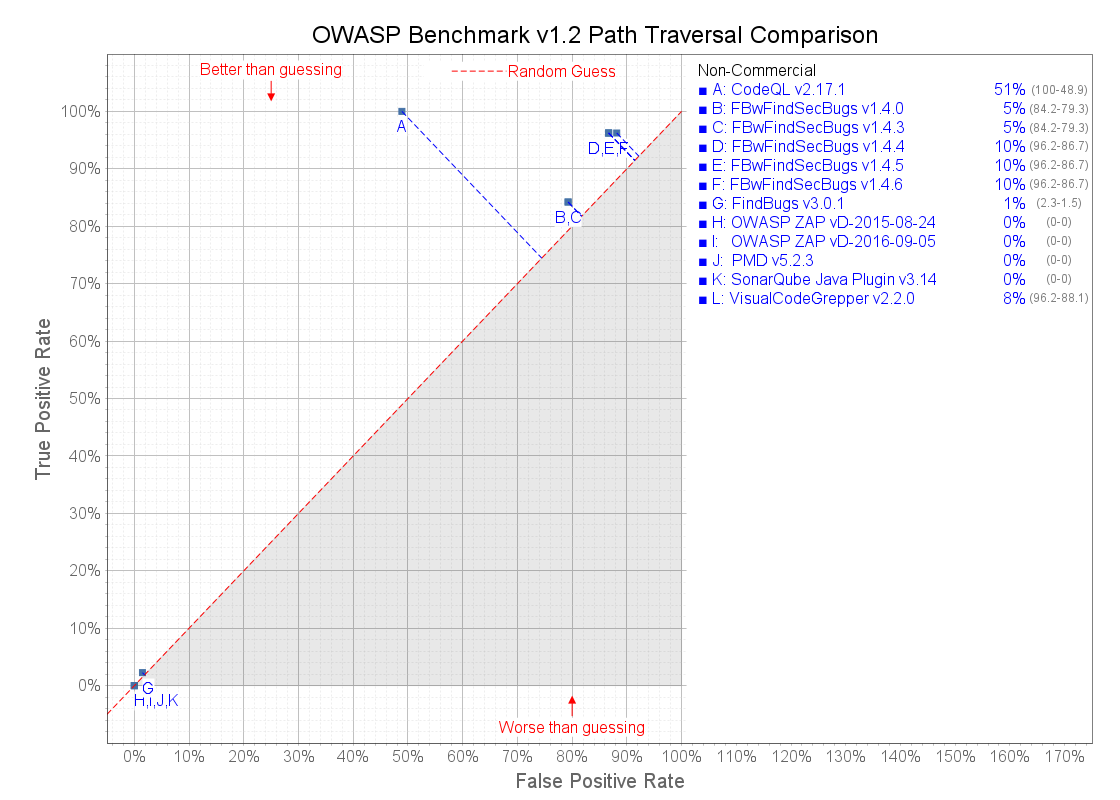 OWASP Benchmark v1.2 Path Traversal Comparison
Better than guessing
Random Guess
Non-Commercial
A: CodeQL v2.17.1 51% (100-48.9)
B: FBwFindSecBugs v1.4.0 5% (84.2-79.3)
C: FBwFindSecBugs v1.4.3 5% (84.2-79.3)
D: FBwFindSecBugs v1.4.4 10% (96.2-86.7)
E: FBwFindSecBugs v1.4.5 10% (96.2-86.7)
F: FBwFindSecBugs v1.4.6 10% (96.2-86.7)
G: FindBugs v3.0.1 1% (2.3-1.5)
H: OWASP ZAP vD-2015-08-24 0% (0-0)
I: OWASP ZAP vD-2016-09-05 0% (0-0)
J: PMD v5.2.3 0% (0-0)
K: SonarQube Java Plugin v3.14 0% (0-0)
L: VisualCodeGrepper v2.2.0 8% (96.2-88.1)
True Positive Rate
100%
90%
80%
70%
60%
50%
40%
30%
20%
10%
0%
A
D,E,F
B,C
G
H,I,J,K
Worse than guessing
0% 10% 20% 30% 40% 50% 60% 70% 80% 90% 100% 110% 120% 130% 140% 150% 160% 170%
False Positive Rate